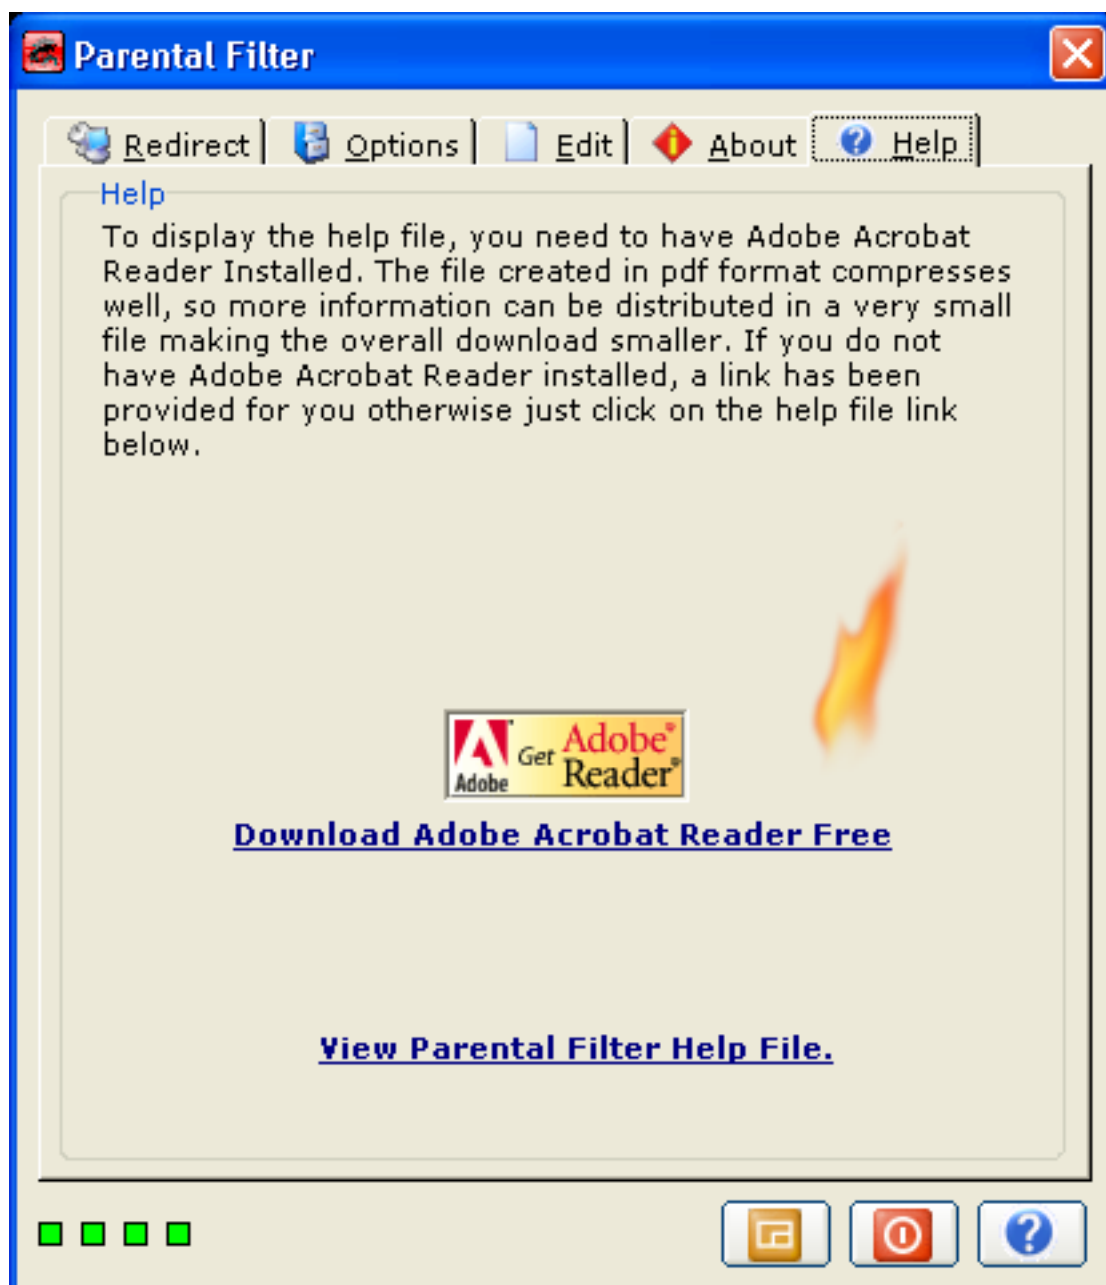 Parental Filter
Redirect Options Edit About Help
Help
To display the help file, you need to have Adobe Acrobat
Reader Installed. The file created in pdf format compresses
well, so more information can be distributed in a very small
file making the overall download smaller. If you do not
have Adobe Acrobat Reader installed, a link has been
provided for you otherwise just click on the help file link
below.
Adobe Get Adobe® Reader®
Download Adobe Acrobat Reader Free
View Parental Filter Help File.